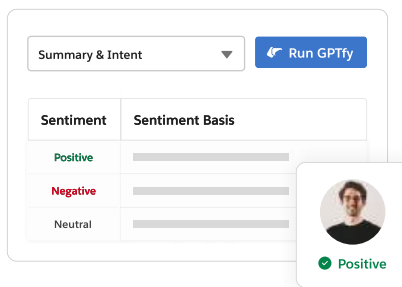 Summary & Intent
Run GPTfy
Sentiment Sentiment Basis
Positive
Negative
Neutral
Positive